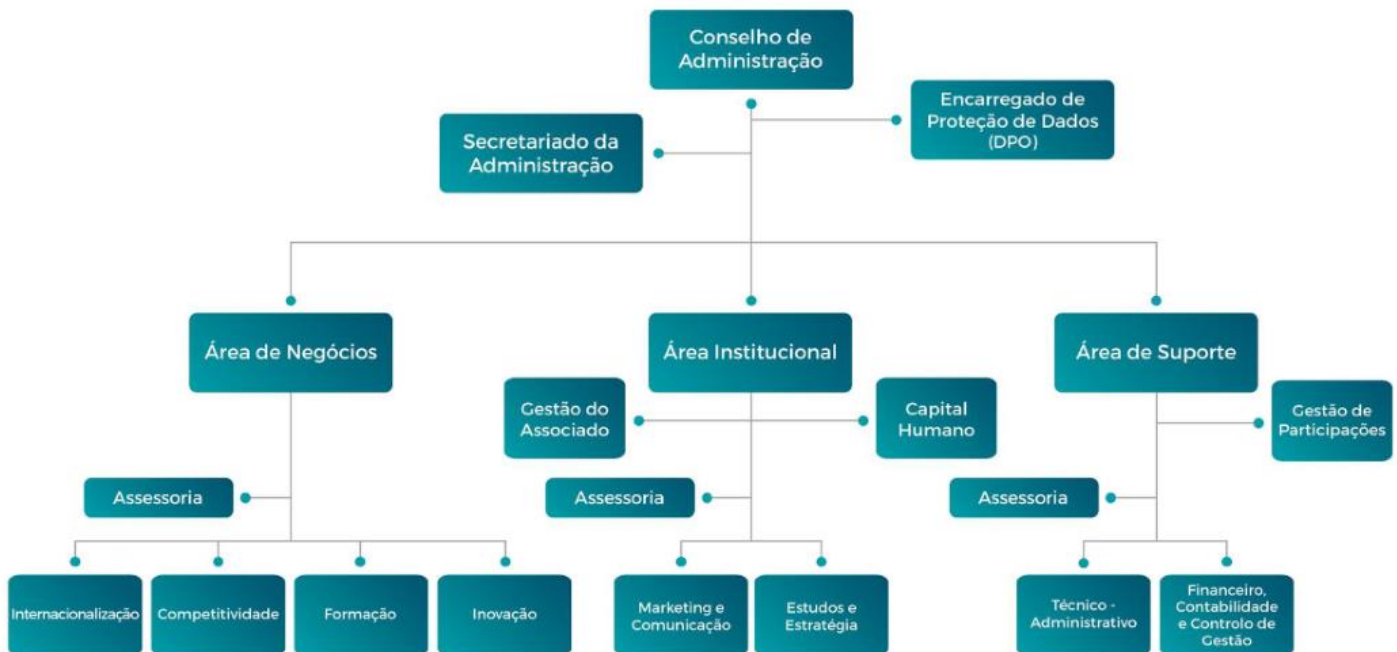 Conselho de
Administração
Encarregado de
Proteção de Dados
(DPO)
Secretariado da
Administração
Área de Negócios
Área Institucional
Área de Suporte
Gestão do
Associado
Capital
Humano
Gestão de
Participações
Assessoria
Assessoria
Assessoria
Internacionalização
Competitividade
Formação
Inovação
Marketing e
Comunicação
Estudos e
Estratégia
Técnico -
Administrativo
Financeiro,
Contabilidade
e Controlo de
Gestão